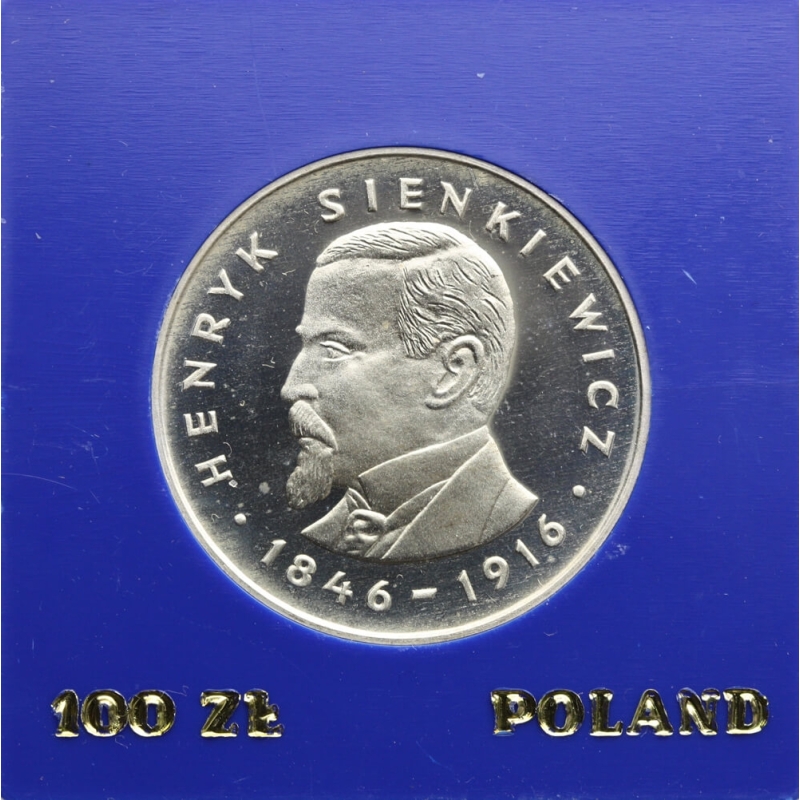 HENRYK SIENKIEWICZ
· 1846 – 1916 ·
100 ZŁ POLAND